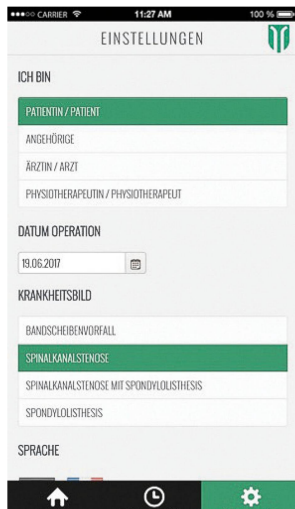 CARRIER 11:27 AM 100 %
EINSTELLUNGEN
ICH BIN
PATIENTIN / PATIENT
ANGEHÖRIGE
ÄRZTIN / ARZT
PHYSIOTHERAPEUTIN / PHYSIOTHERAPEUT
DATUM OPERATION
19.06.2017
KRANKHEITSBILD
BANDSCHEIBENVORFALL
SPINALKANALSTENOSE
SPINALKANALSTENOSE MIT SPONDYLOLISTHESIS
SPONDYLOLISTHESIS
SPRACHE